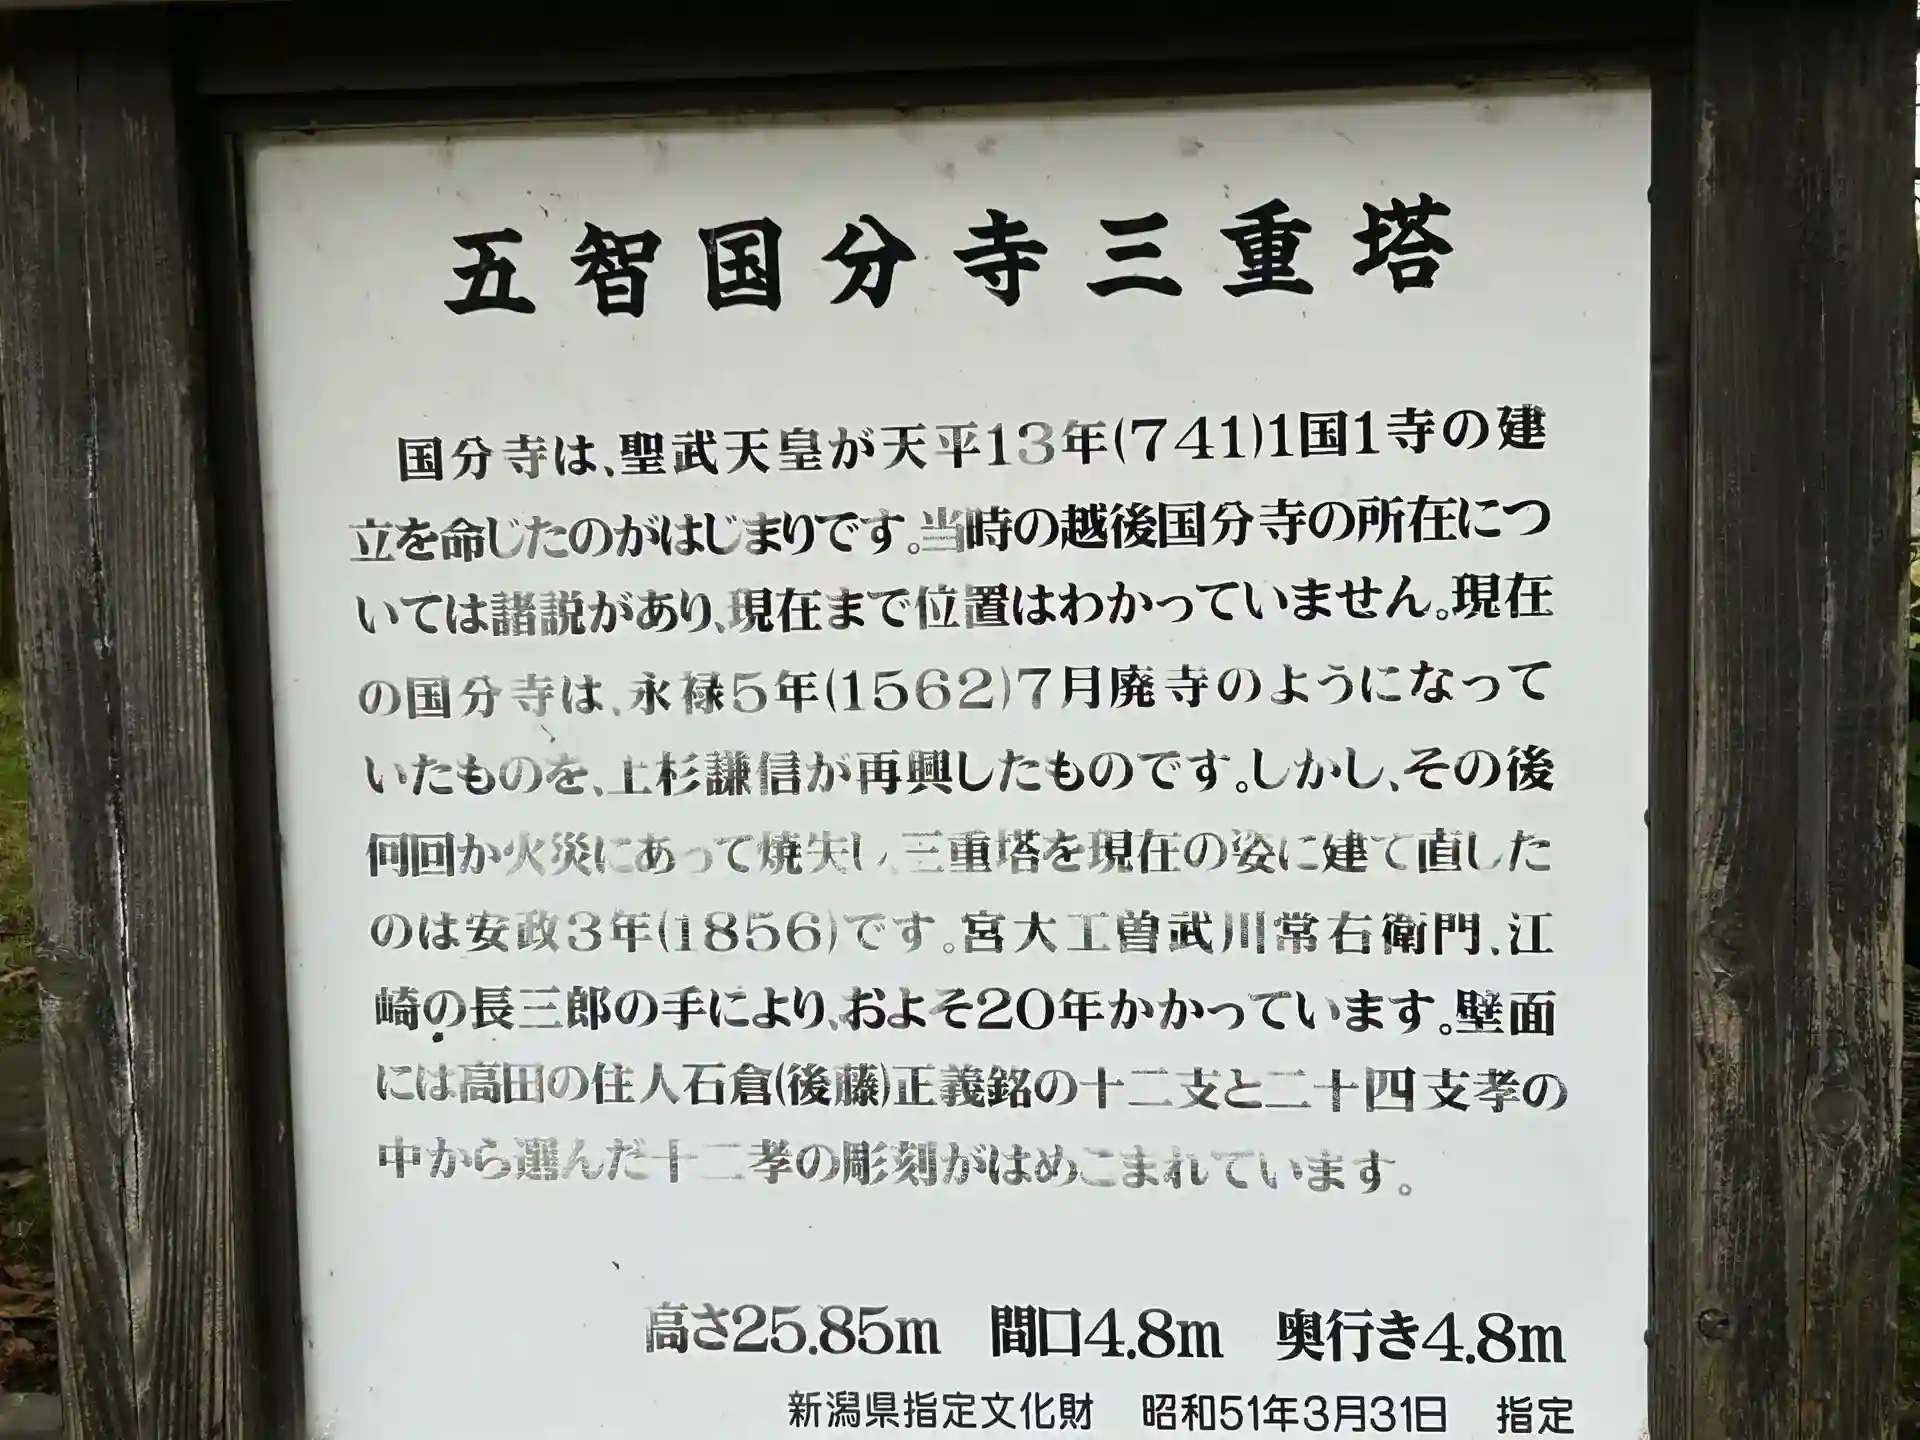 五智国分寺三重塔
国分寺は、聖武天皇が天平13年(741)1国1寺の建
立を命じたのがはじまりです。当時の越後国分寺の所在につ
いては諸説があり、現在まで位置はわかっていません。現在
の国分寺は、永禄5年(1562)7月廃寺のようになって
いたものを、上杉謙信が再興したものです。しかし、その後
何回か火災にあって焼失し、三重塔を現在の姿に建て直した
のは安政3年(1856)です。宮大工曽武川常右衛門、江
崎の長三郎の手により、およそ20年かかっています。壁面
には高田の住人石倉(後藤)正義銘の十二支と二十四支孝の
中から選んだ十二孝の彫刻がはめこまれています。
高さ25.85m 間口4.8m 奥行き4.8m
新潟県指定文化財 昭和51年3月31日 指定